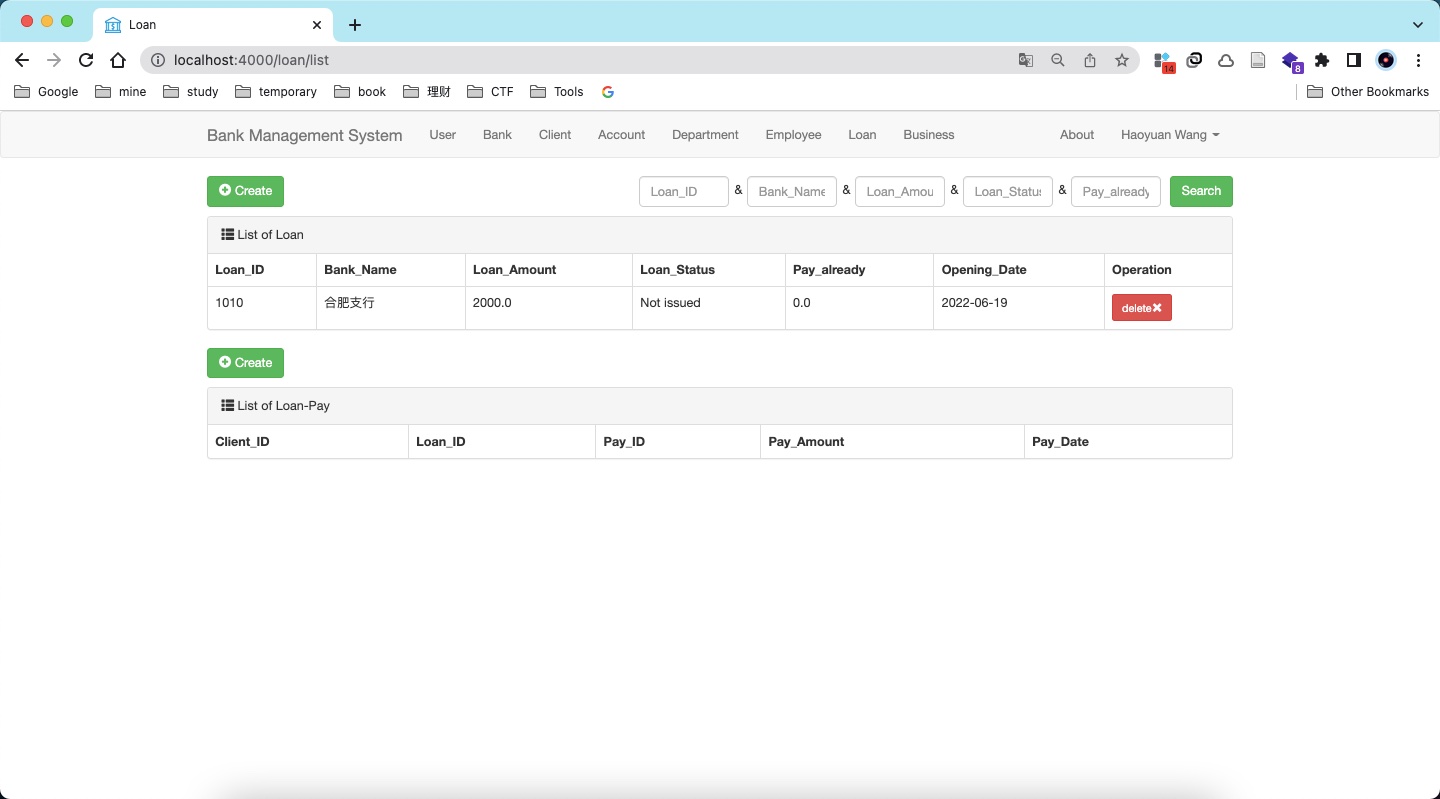 Loan
localhost:4000/loan/list
14
8
Google mine study temporary book 理财 CTF Tools Other Bookmarks
Bank Management System User Bank Client Account Department Employee Loan Business About Haoyuan Wang
Create Loan_ID & Bank_Name & Loan_Amou & Loan_Status & Pay_already Search
List of Loan
Loan_ID Bank_Name Loan_Amount Loan_Status Pay_already Opening_Date Operation
1010 合肥支行 2000.0 Not issued 0.0 2022-06-19 delete
Create
List of Loan-Pay
Client_ID Loan_ID Pay_ID Pay_Amount Pay_Date